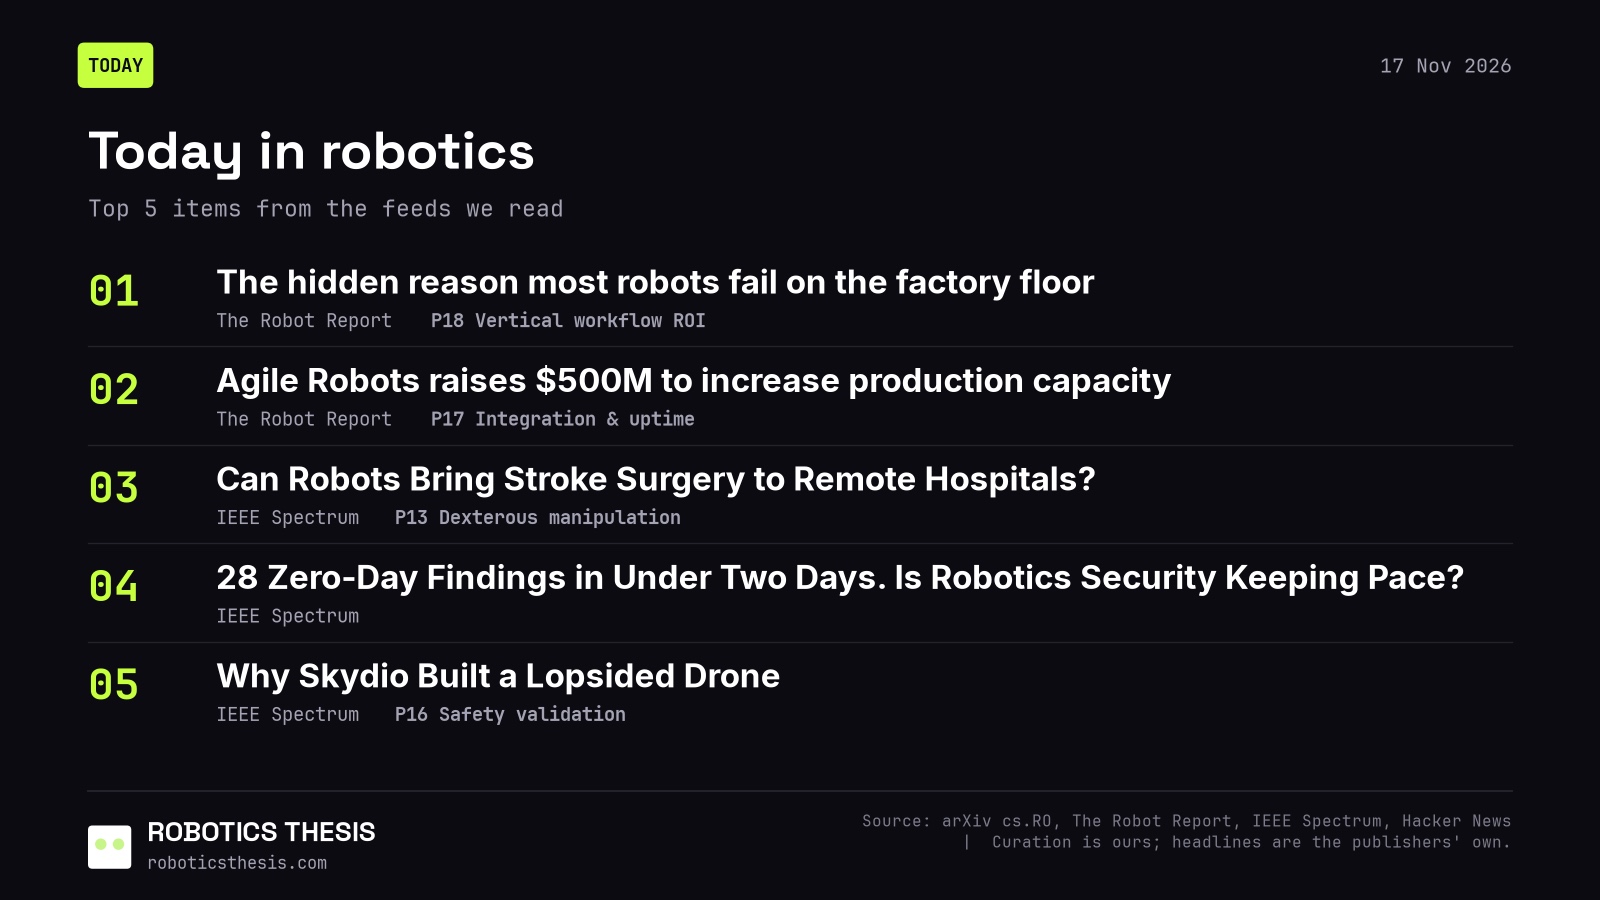 TODAY
17 Nov 2026
Today in robotics
Top 5 items from the feeds we read
01
The hidden reason most robots fail on the factory floor
The Robot Report P18 Vertical workflow ROI
02
Agile Robots raises $500M to increase production capacity
The Robot Report P17 Integration & uptime
03
Can Robots Bring Stroke Surgery to Remote Hospitals?
IEEE Spectrum P13 Dexterous manipulation
04
28 Zero-Day Findings in Under Two Days. Is Robotics Security Keeping Pace?
IEEE Spectrum
05
Why Skydio Built a Lopsided Drone
IEEE Spectrum P16 Safety validation
ROBOTICS THESIS
roboticsthesis.com
Source: arXiv cs.RO, The Robot Report, IEEE Spectrum, Hacker News
| Curation is ours; headlines are the publishers' own.